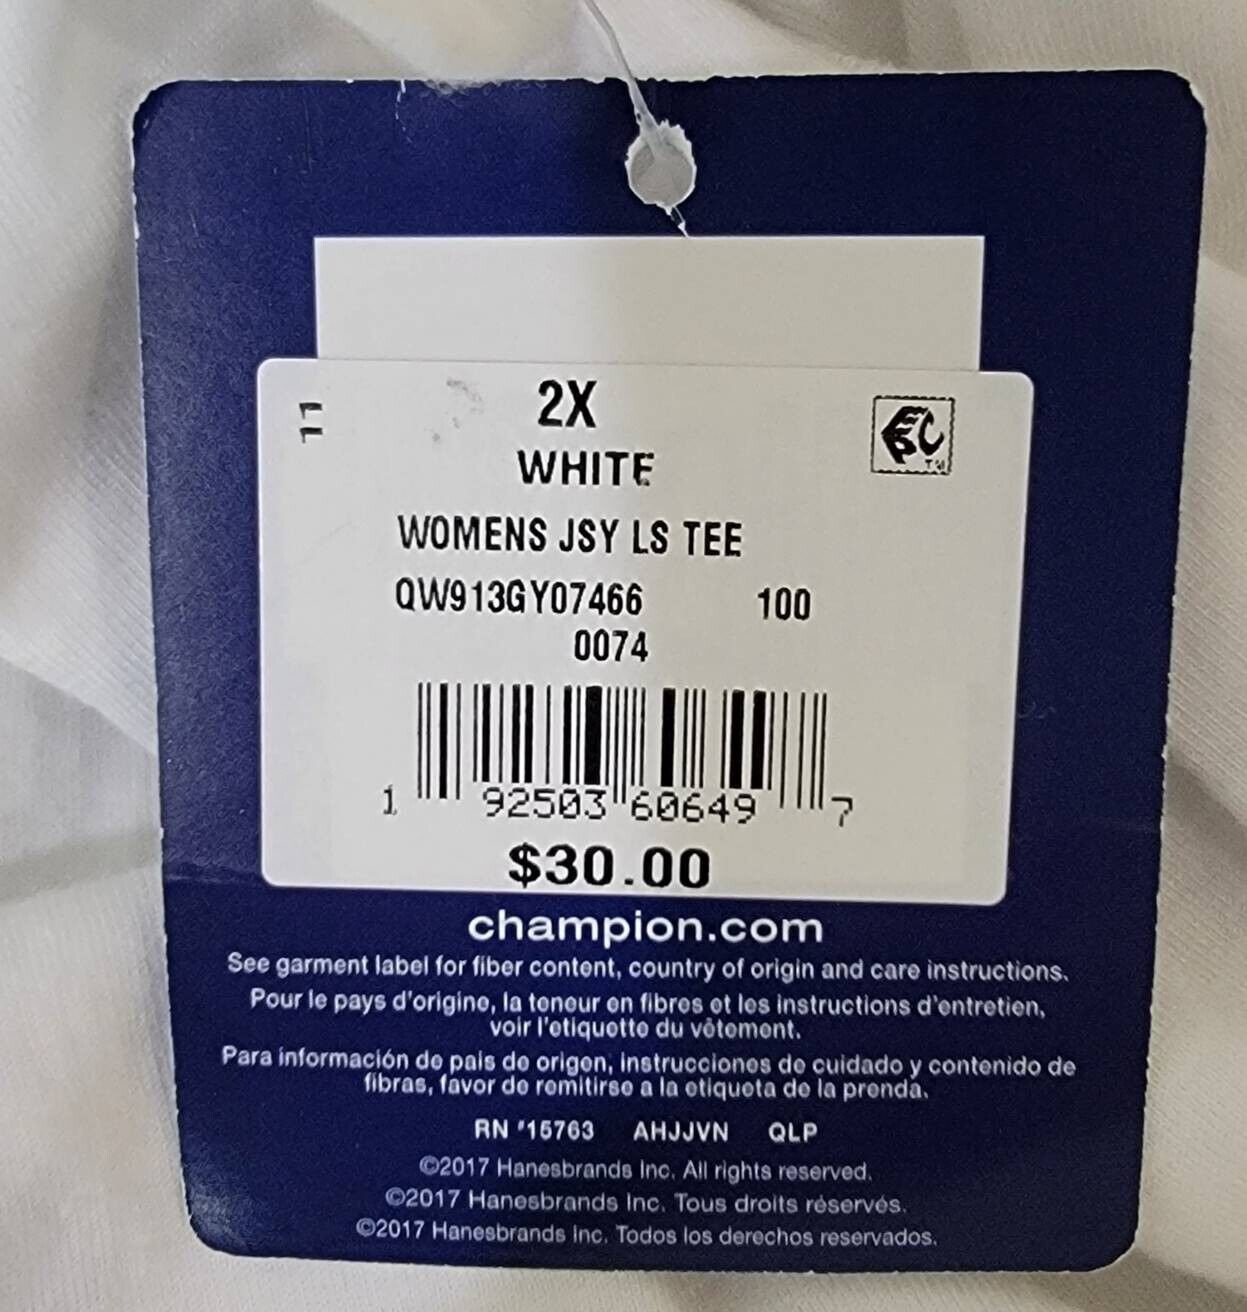 11
2X
EPC
TM
WHITE
WOMENS JSY LS TEE
QW913GY07466 100
0074
1 92503 60649 7
$30.00
champion.com
See garment label for fiber content, country of origin and care instructions.
Pour le pays d'origine, la teneur en fibres et les instructions d'entretien,
voir l'etiquette du vêtement.
Para información de pais de origen, instrucciones de cuidado y contenido de
fibras, favor de remitirse a la etiqueta de la prenda.
RN #15763 AHJJVN QLP
©2017 Hanesbrands Inc. All rights reserved.
©2017 Hanesbrands Inc. Tous droits réservés.
©2017 Hanesbrands Inc. Todos los derechos reservados.